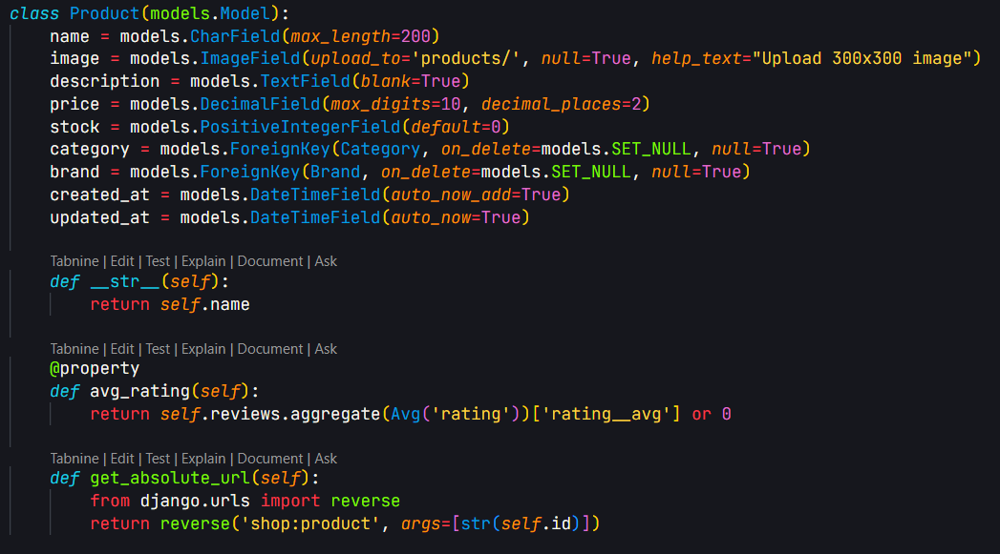 class Product(models.Model):
    name = models.CharField(max_length=200)
    image = models.ImageField(upload_to='products/', null=True, help_text="Upload 300x300 image")
    description = models.TextField(blank=True)
    price = models.DecimalField(max_digits=10, decimal_places=2)
    stock = models.PositiveIntegerField(default=0)
    category = models.ForeignKey(Category, on_delete=models.SET_NULL, null=True)
    brand = models.ForeignKey(Brand, on_delete=models.SET_NULL, null=True)
    created_at = models.DateTimeField(auto_now_add=True)
    updated_at = models.DateTimeField(auto_now=True)
    Tabnine | Edit | Test | Explain | Document | Ask
    def __str__(self):
        return self.name
    Tabnine | Edit | Test | Explain | Document | Ask
    @property
    def avg_rating(self):
        return self.reviews.aggregate(Avg('rating'))['rating__avg'] or 0
    Tabnine | Edit | Test | Explain | Document | Ask
    def get_absolute_url(self):
        from django.urls import reverse
        return reverse('shop:product', args=[str(self.id)])